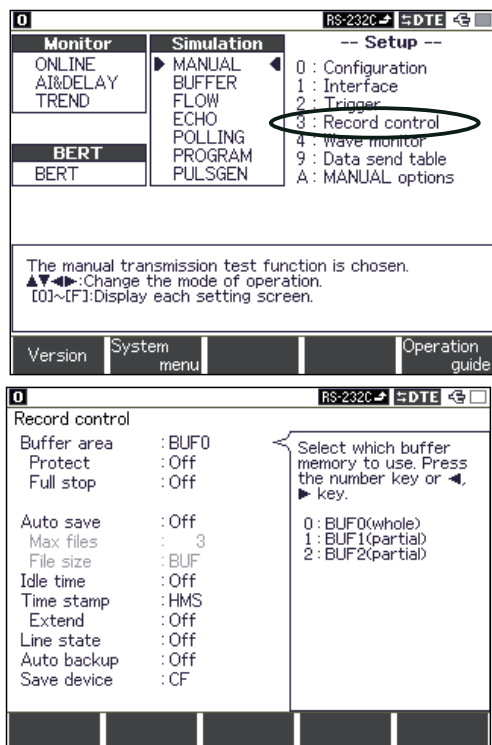 0 RS-232C DTE
Monitor
ONLINE
AI&DELAY
TREND
BERT
BERT
Simulation
▶ MANUAL ◀
BUFFER
FLOW
ECHO
POLLING
PROGRAM
PULSGEN
-- Setup --
0 : Configuration
1 : Interface
2 : Trigger
3 : Record control
4 : Wave monitor
9 : Data send table
A : MANUAL options
The manual transmission test function is chosen.
▲▼◀▶:Change the mode of operation.
[0]~[F]:Display each setting screen.
Version
System
menu
Operation
guide
0 RS-232C DTE
Record control
Buffer area :BUF0
Protect :Off
Full stop :Off
Auto save :Off
Max files : 3
File size :BUF
Idle time :Off
Time stamp :HMS
Extend :Off
Line state :Off
Auto backup :Off
Save device :CF
Select which buffer
memory to use. Press
the number key or ◀,
▶ key.
0:BUF0(whole)
1:BUF1(partial)
2:BUF2(partial)